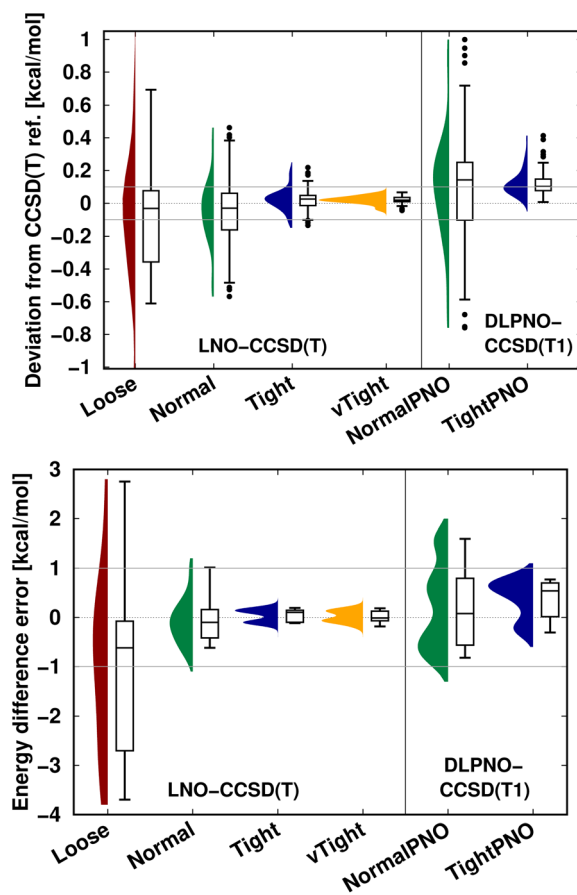 Deviation from CCSD(T) ref. [kcal/mol]
1
0.8
0.6
0.4
0.2
0
−0.2
−0.4
−0.6
−0.8
−1
LNO−CCSD(T)
DLPNO−
CCSD(T1)
Loose
Normal
Tight
vTight
NormalPNO
TightPNO
Energy difference error [kcal/mol]
3
2
1
0
−1
−2
−3
−4
LNO−CCSD(T)
DLPNO−
CCSD(T1)
Loose
Normal
Tight
vTight
NormalPNO
TightPNO